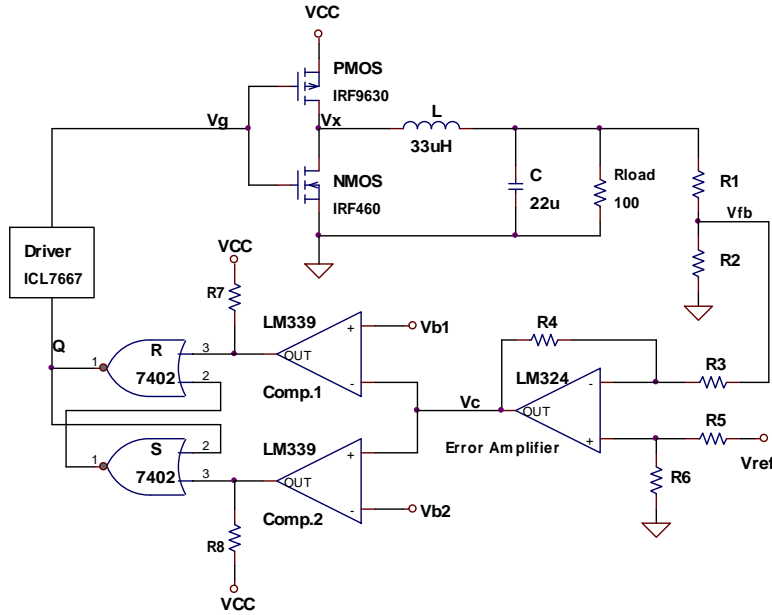 VCC
PMOS
IRF9630
Vg
Vx
L
33uH
NMOS
IRF460
C
22u
Rload
100
R1
Vfb
R2
Driver
ICL7667
VCC
R7
LM339
Vb1
R4
Q
1
R
3
7402
2
OUT
Comp.1
LM324
R3
Vc
OUT
R5
Vref
S
2
LM339
Error Amplifier
1
7402
3
OUT
R6
Comp.2
Vb2
R8
VCC
+
-
+
-
-
+